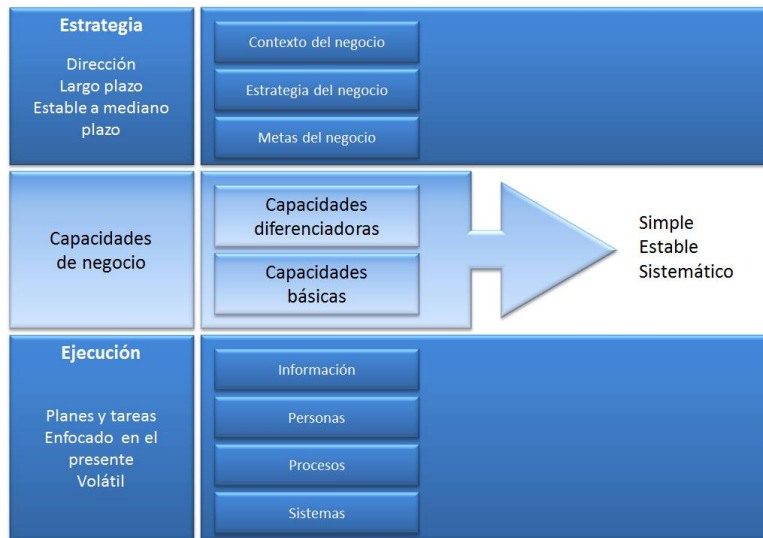 Estrategia
Dirección
Largo plazo
Estable a mediano
plazo
Contexto del negocio
Estrategia del negocio
Metas del negocio
Capacidades
de negocio
Capacidades
diferenciadoras
Capacidades
básicas
Simple
Estable
Sistemático
Ejecución
Planes y tareas
Enfocado en el
presente
Volátil
Información
Personas
Procesos
Sistemas